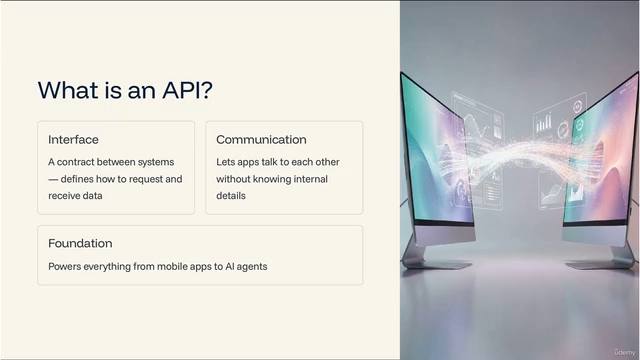 What is an API?
Interface
A contract between systems
— defines how to request and
receive data
Communication
Lets apps talk to each other
without knowing internal
details
Foundation
Powers everything from mobile apps to AI agents
ûdemy